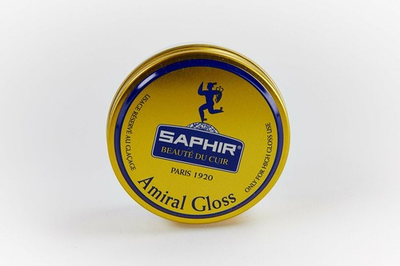 SAPHIR®
BEAUTÉ DU CUIR
PARIS 1920
Amiral Gloss
USAGE RÉSERVÉ AU GLAÇAGE
ONLY FOR HIGH GLOSS USE